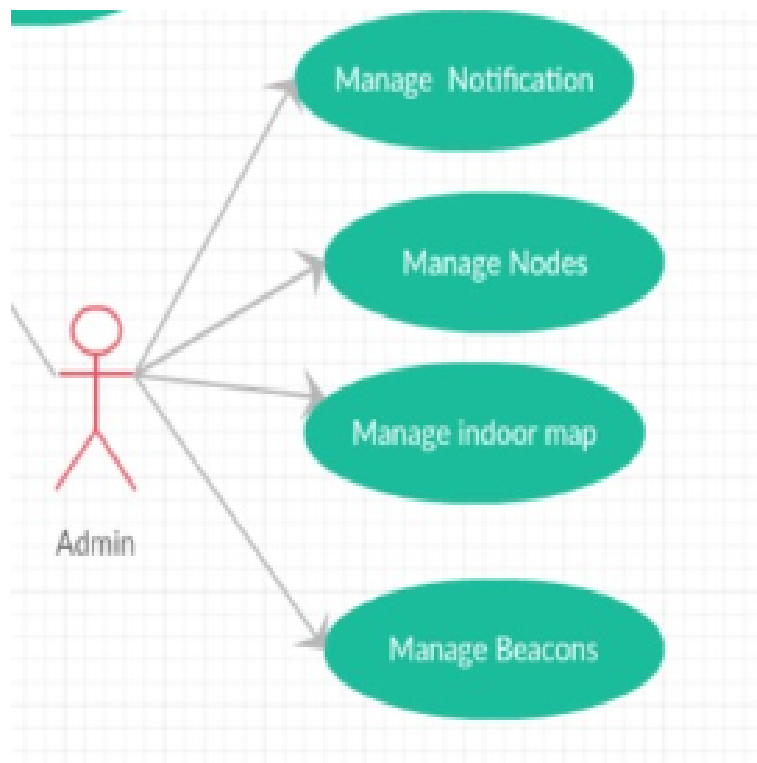 Manage  Notification
Manage Nodes
Manage indoor map
Admin
Manage Beacons